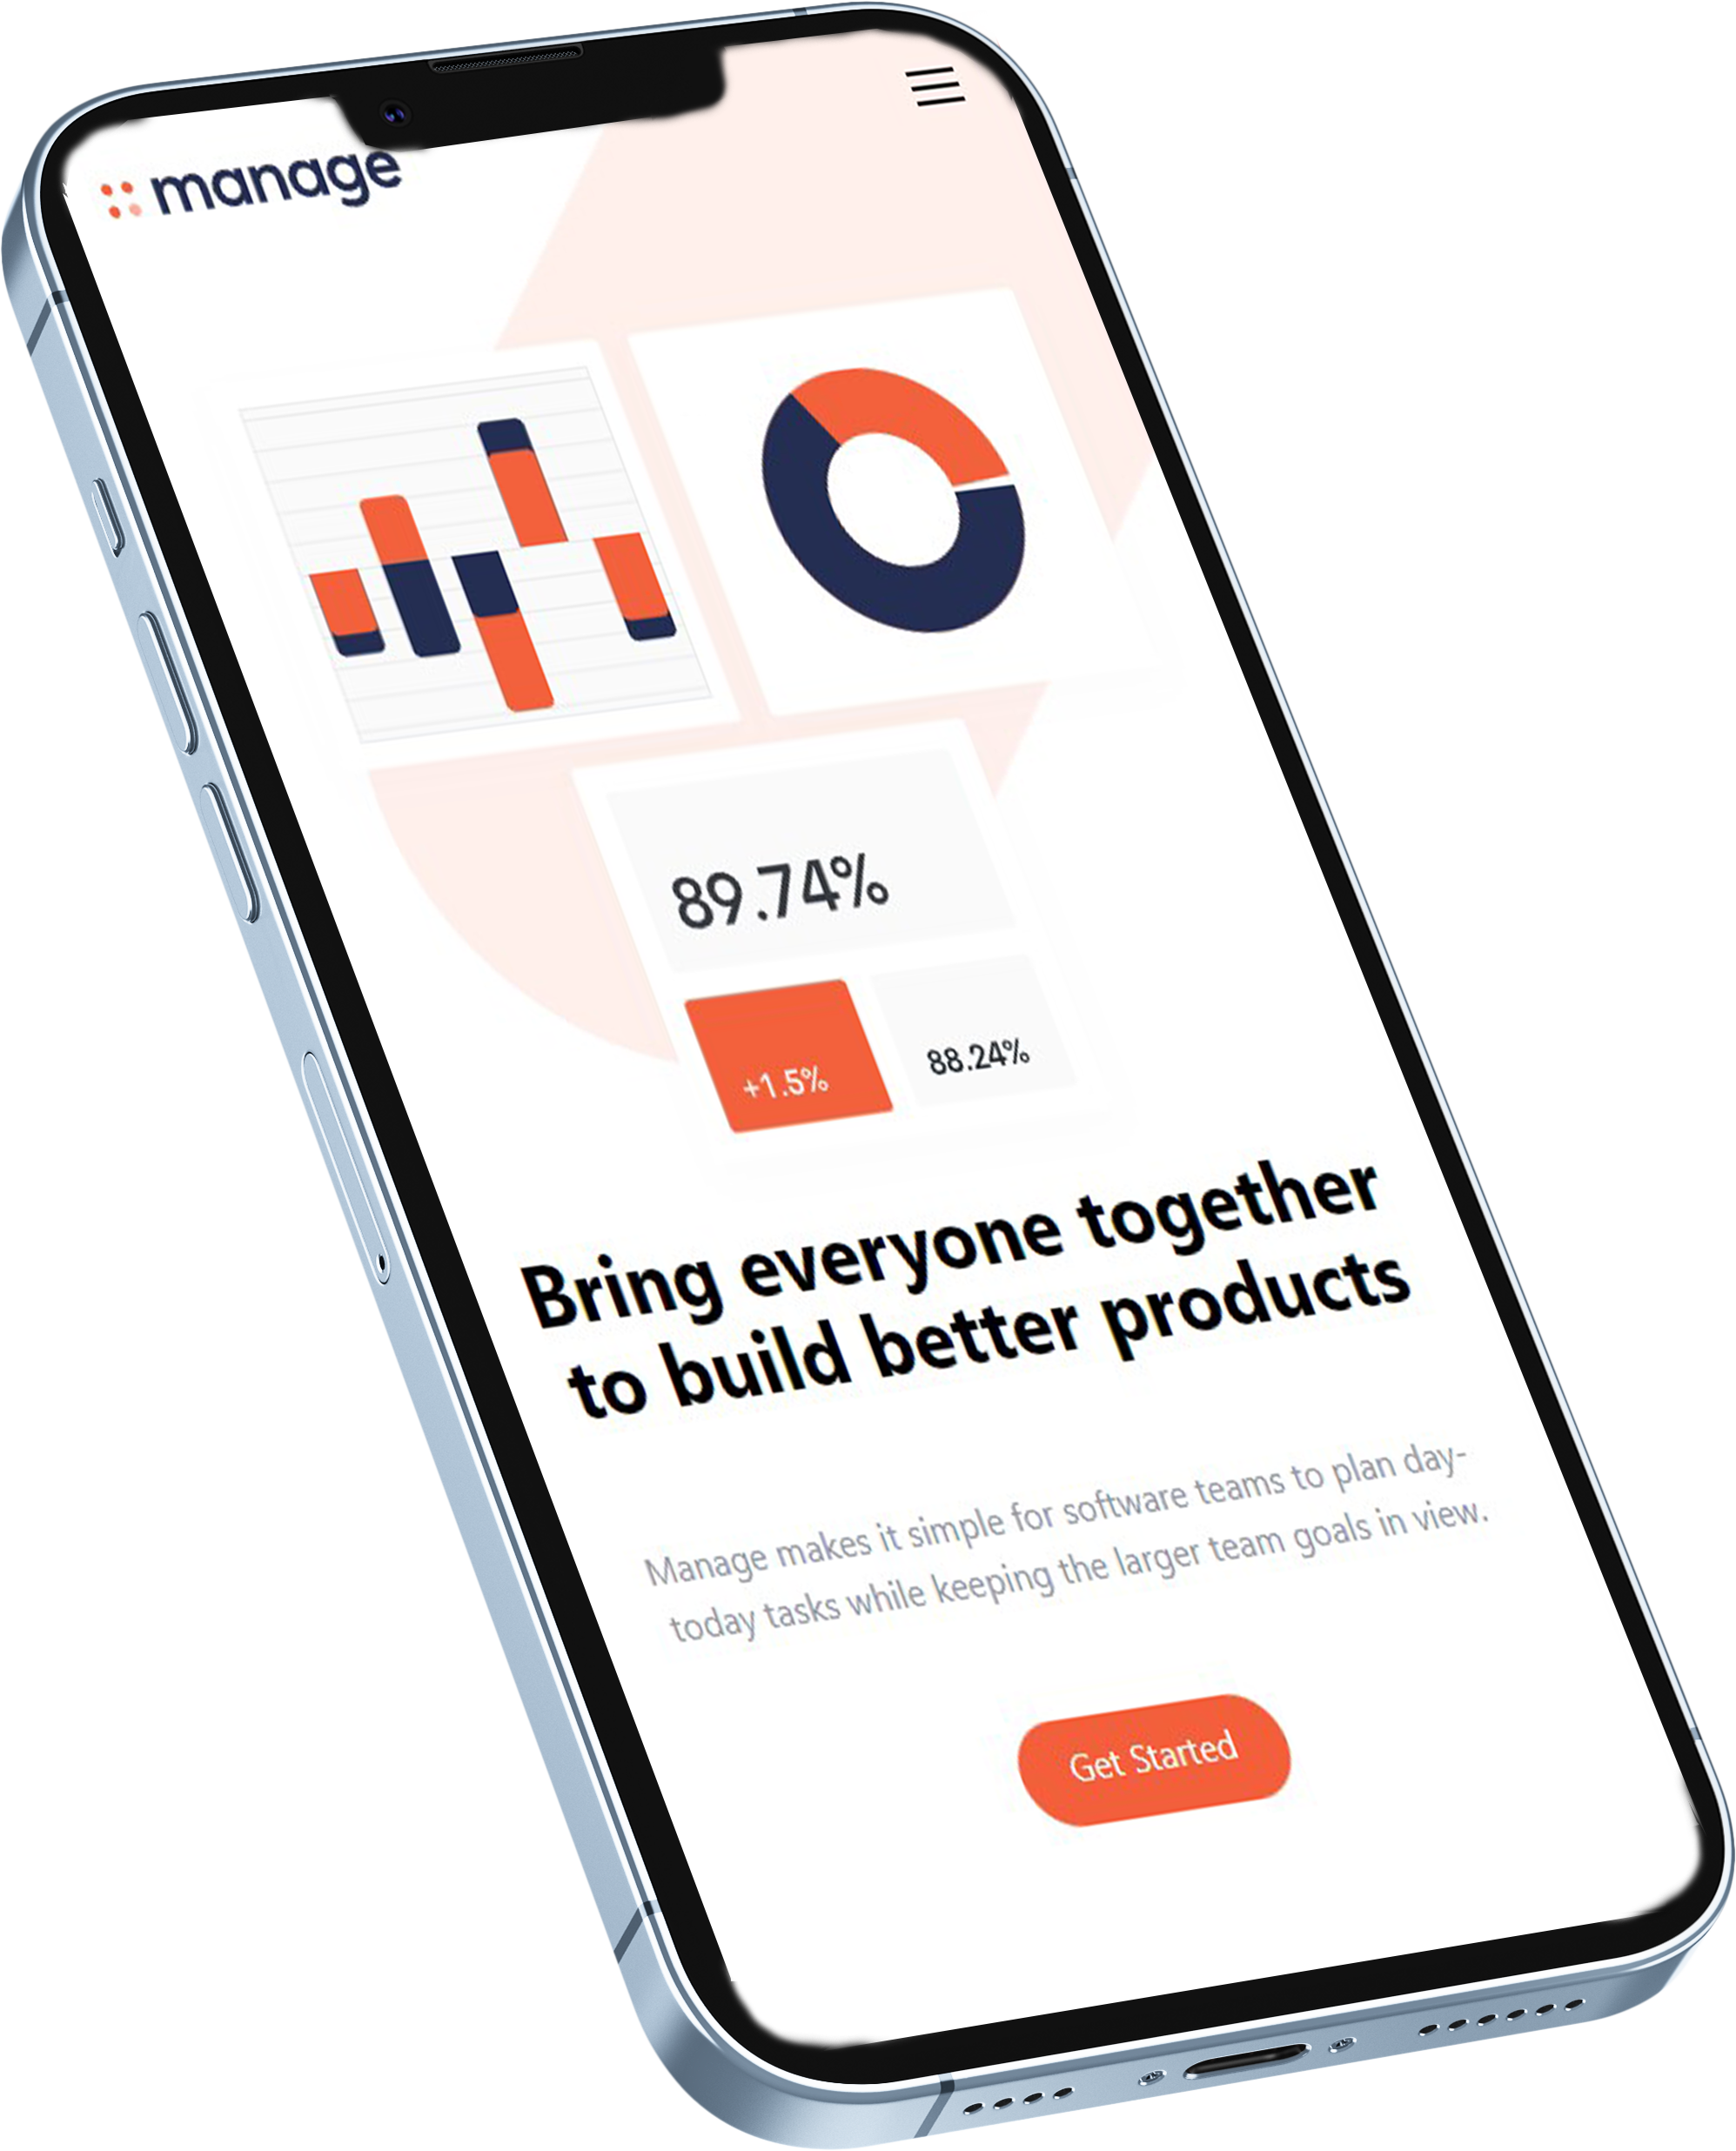 manage
89.74%
+1.5%
88.24%
Bring everyone together
to build better products
Manage makes it simple for software teams to plan day-
today tasks while keeping the larger team goals in view.
Get Started